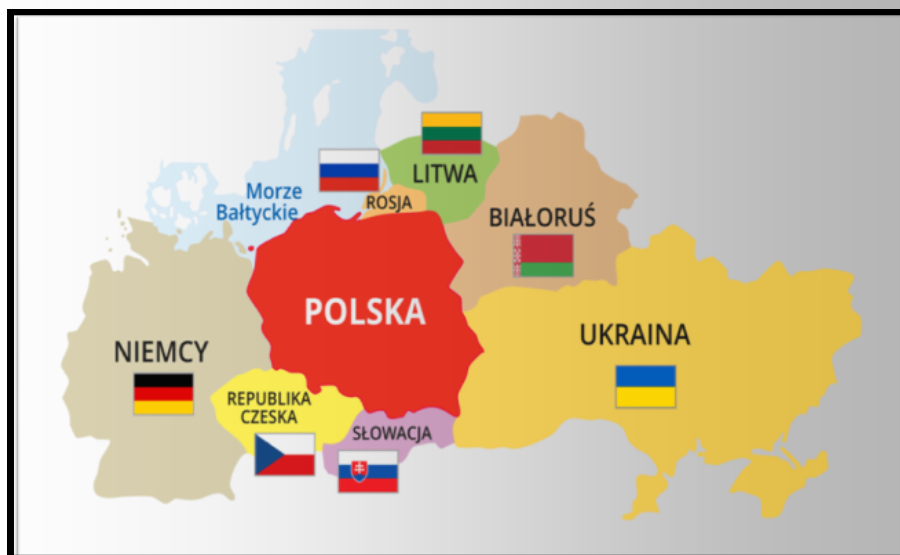 LITWA
Morze
Bałtyckie
ROSJA
BIAŁORUŚ
POLSKA
UKRAINA
NIEMCY
REPUBLIKA
CZESKA
SŁOWACJA